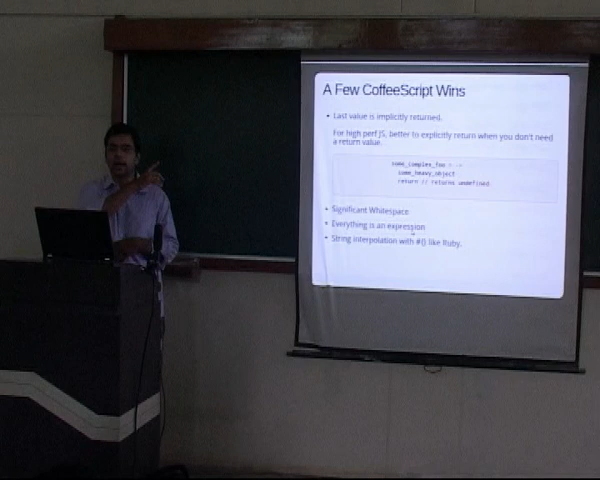 A Few CoffeeScript Wins
• Last value is implicitly returned.
For high perf JS, better to explicitly return when you don't need
a return value.
some_complex_foo = ->
some_heavy_object
return // returns undefined
• Significant Whitespace
• Everything is an expression
• String interpolation with #{} like Ruby.